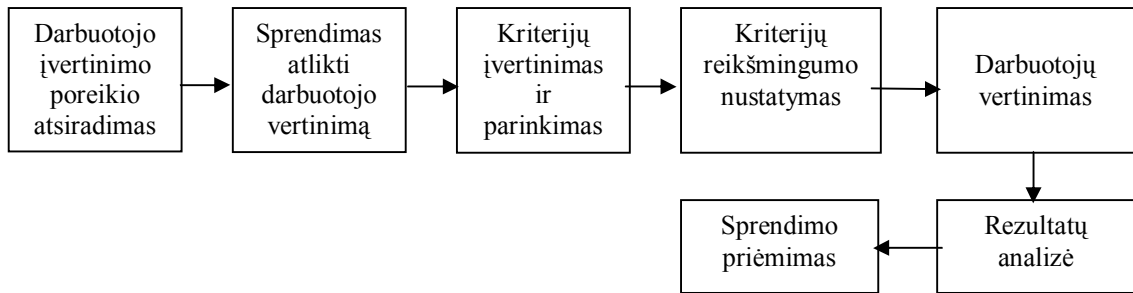 Darbuotojo
įvertinimo
poreikio
atsiradimas
Sprendimas
atlikti
darbuotojo
vertinimą
Kriterijų
įvertinimas
ir
parinkimas
Kriterijų
reikšmingumo
nustatymas
Darbuotojų
vertinimas
Rezultatų
analizė
Sprendimo
priėmimas